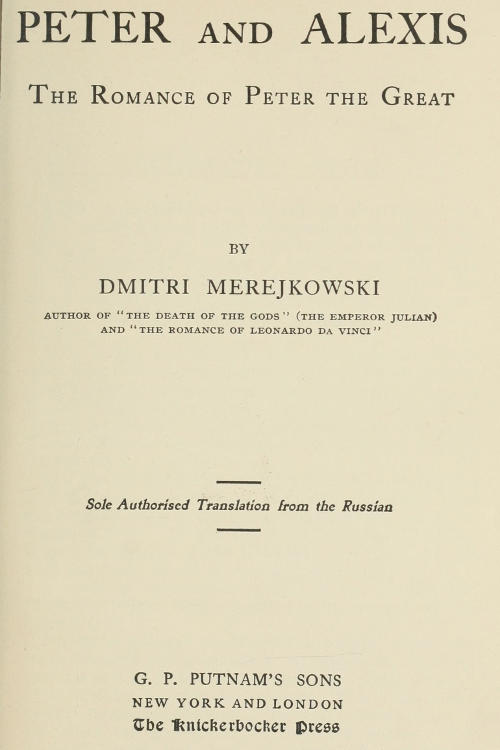 PETER AND ALEXIS
THE ROMANCE OF PETER THE GREAT
BY
DMITRI MEREJKOWSKI
AUTHOR OF "THE DEATH OF THE GODS" (THE EMPEROR JULIAN)
AND "THE ROMANCE OF LEONARDO DA VINCI"
Sole Authorised Translation from the Russian
G. P. PUTNAM'S SONS
NEW YORK AND LONDON
The Knickerbocker Press